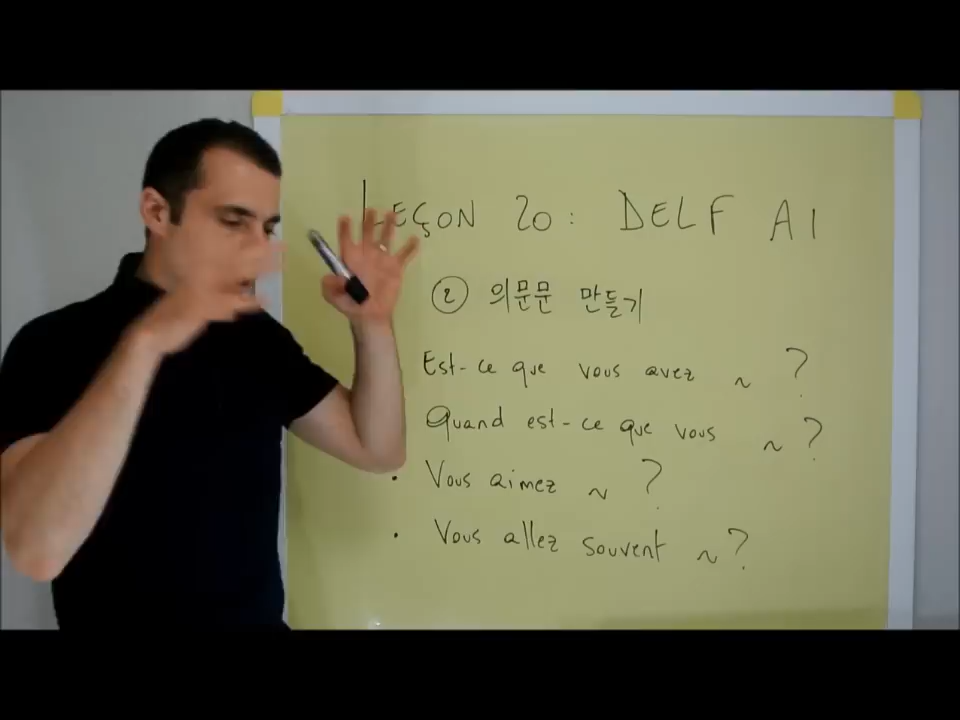 LEÇON 20: DELF A1
② 의문문 만들기
Est-ce que vous avez ~ ?
Quand est-ce que vous ~ ?
• Vous aimez ~ ?
• Vous allez souvent ~?